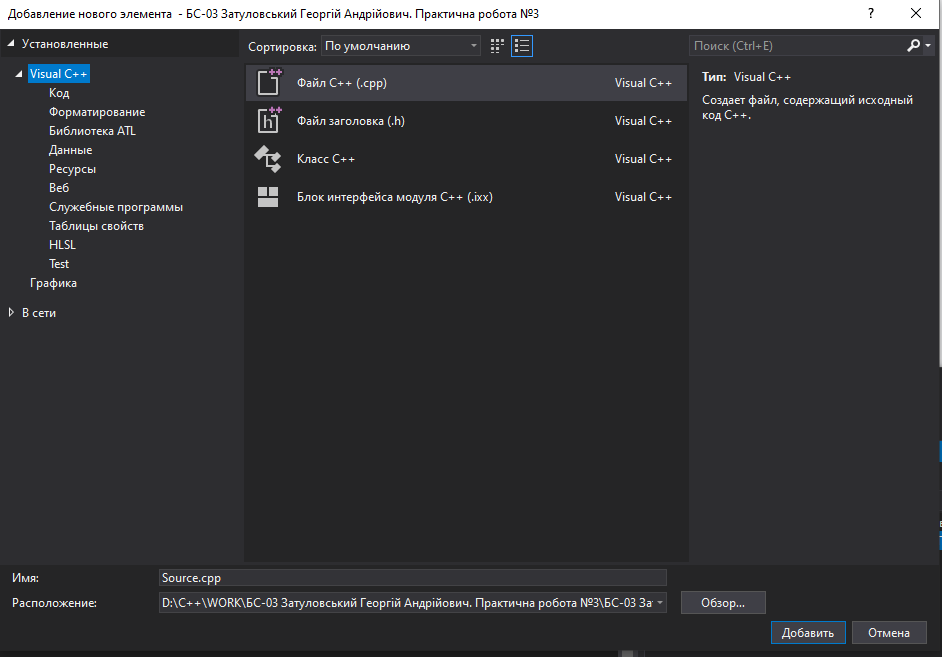 Добавление нового элемента - БС-03 Затуловський Георгій Андрійович. Практична робота №3
?
Установленные
Сортировка: По умолчанию
Поиск (Ctrl+E)
Visual C++
Код
Форматирование
Библиотека ATL
Данные
Ресурсы
Веб
Служебные программы
Таблицы свойств
HLSL
Test
Графика
В сети
Файл C++ (.cpp) Visual C++
Файл заголовка (.h) Visual C++
Класс C++ Visual C++
Блок интерфейса модуля C++ (.ixx) Visual C++
Тип: Visual C++
Создает файл, содержащий исходный
код C++.
Имя: Source.cpp
Расположение: D:\C++\WORK\БС-03 Затуловський Георгій Андрійович. Практична робота №3\БС-03 За
Обзор...
Добавить Отмена